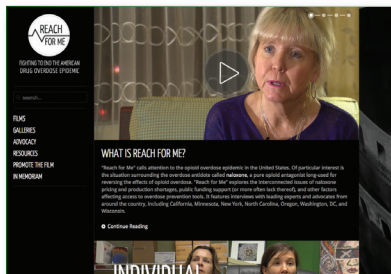 REACH
FOR ME
FIGHTING TO END THE AMERICAN
DRUG OVERDOSE EPIDEMIC
search...
FILMS
GALLERIES
ADVOCACY
RESOURCES
PROMOTE THE FILM
IN MEMORIAM
WHAT IS REACH FOR ME?
"Reach for Me" calls attention to the opioid overdose epidemic in the United States. Of particular interest is
the situation surrounding the overdose antidote called naloxone, a pure opioid antagonist long-used for
reversing the effects of opioid overdose. "Reach for Me" explores the interconnected issues of naloxone
pricing and production shortages, public funding support (or more often lack thereof), and other factors
affecting access to overdose prevention tools. It features interviews with leading experts and advocates from
around the country, including California, Minnesota, New York, North Carolina, Oregon, Washington, DC, and
Wisconsin.
Continue Reading
INDIVIDUAL